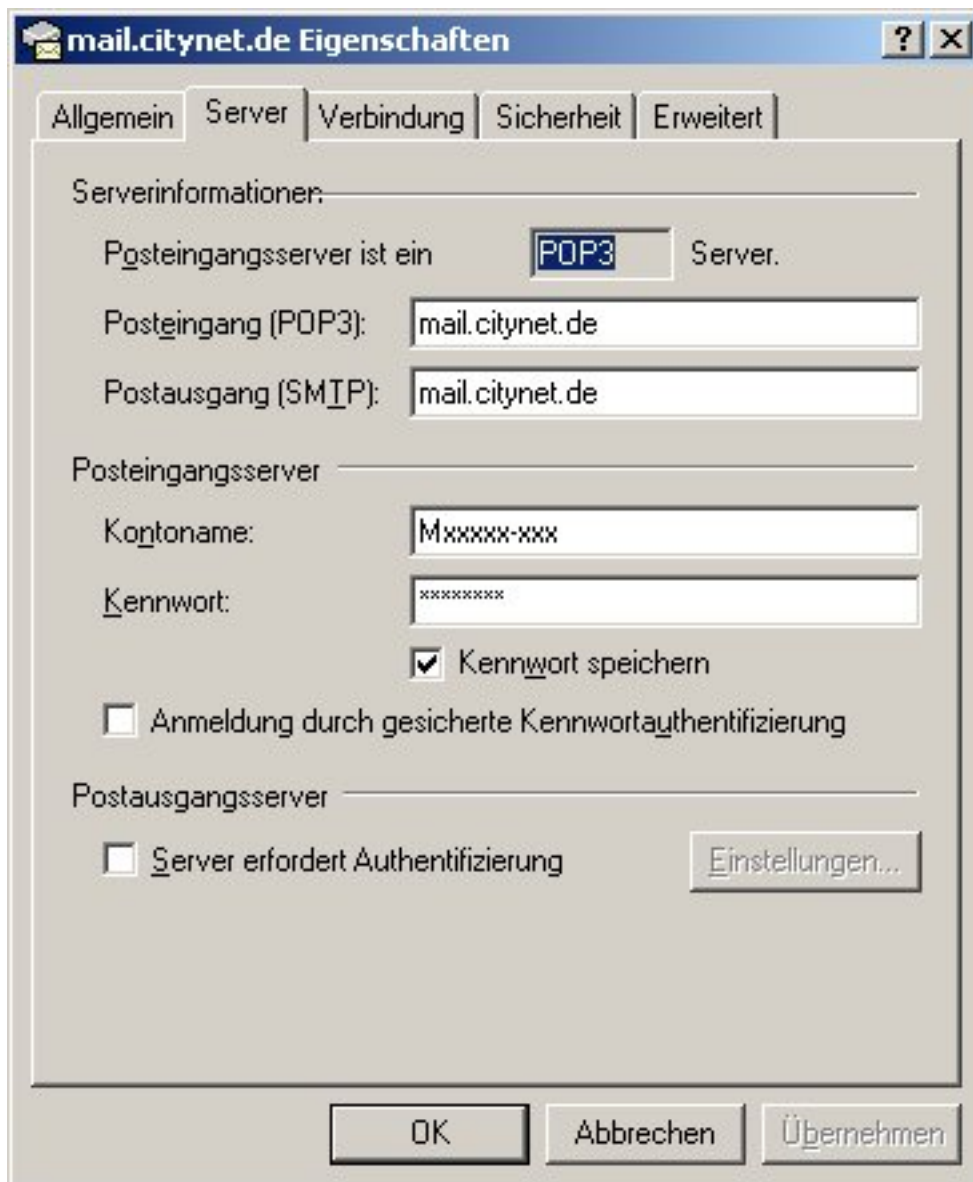 mail.citynet.de Eigenschaften ? X
Allgemein Server Verbindung Sicherheit Erweitert
Serverinformationen
Posteingangsserver ist ein POP3 Server.
Posteingang (POP3): mail.citynet.de
Postausgang (SMTP): mail.citynet.de
Posteingangsserver
Kontoname: Mxxxxx-xxx
Kennwort: ********
Kennwort speichern
Anmeldung durch gesicherte Kennwortauthentifizierung
Postausgangsserver
Server erfordert Authentifizierung Einstellungen...
OK Abbrechen Übernehmen